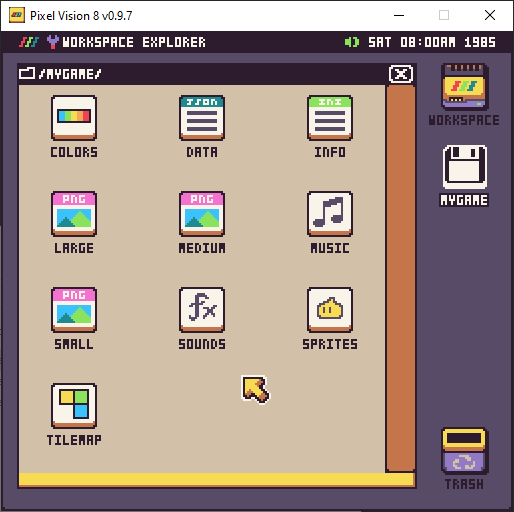 Pixel Vision 8 v0.9.7
WORKSPACE EXPLORER
SAT 08:00AM 1985
/MYGAME/
JSON
INI
COLORS
DATA
INFO
WORKSPACE
PNG
PNG
LARGE
MEDIUM
MUSIC
MYGAME
PNG
fx
SMALL
SOUNDS
SPRITES
TILEMAP
TRASH